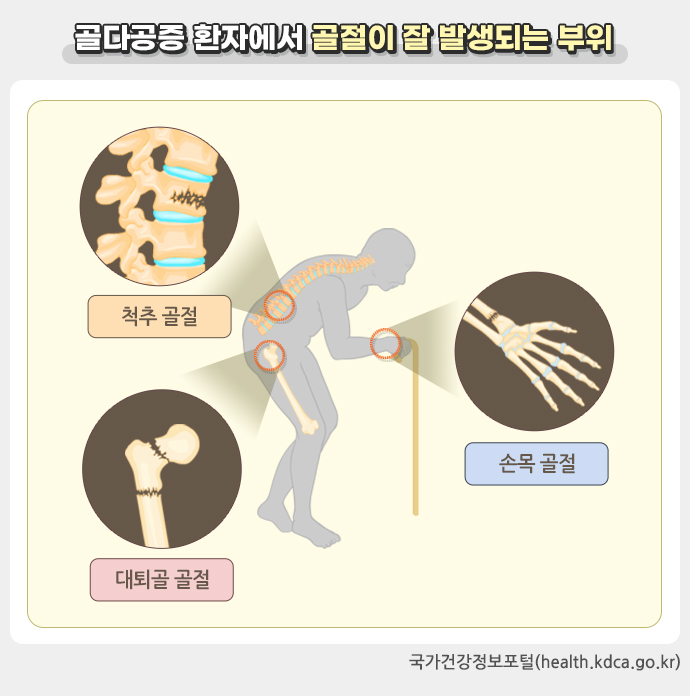 골다공증 환자에서 골절이 잘 발생되는 부위
척추 골절
손목 골절
대퇴골 골절
국가건강정보포털(health.kdca.go.kr)